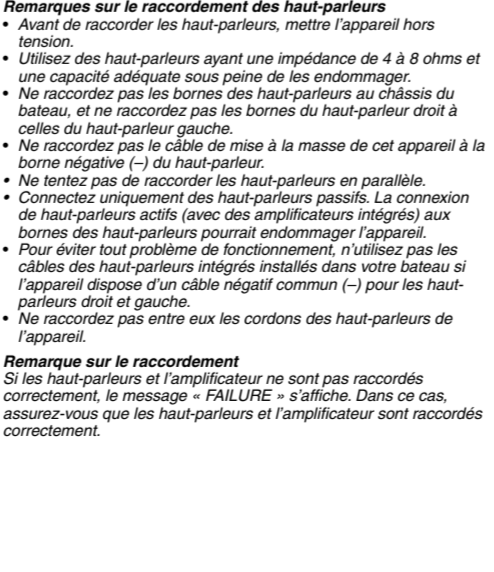 Remarques sur le raccordement des haut-parleurs
• Avant de raccorder les haut-parleurs, mettre l'appareil hors
tension.
• Utilisez des haut-parleurs ayant une impédance de 4 à 8 ohms et
une capacité adéquate sous peine de les endommager.
• Ne raccordez pas les bornes des haut-parleurs au châssis du
bateau, et ne raccordez pas les bornes du haut-parleur droit à
celles du haut-parleur gauche.
• Ne raccordez pas le câble de mise à la masse de cet appareil à la
borne négative (–) du haut-parleur.
• Ne tentez pas de raccorder les haut-parleurs en parallèle.
• Connectez uniquement des haut-parleurs passifs. La connexion
de haut-parleurs actifs (avec des amplificateurs intégrés) aux
bornes des haut-parleurs pourrait endommager l'appareil.
• Pour éviter tout problème de fonctionnement, n'utilisez pas les
câbles des haut-parleurs intégrés installés dans votre bateau si
l'appareil dispose d'un câble négatif commun (–) pour les haut-
parleurs droit et gauche.
• Ne raccordez pas entre eux les cordons des haut-parleurs de
l'appareil.
Remarque sur le raccordement
Si les haut-parleurs et l'amplificateur ne sont pas raccordés
correctement, le message « FAILURE » s'affiche. Dans ce cas,
assurez-vous que les haut-parleurs et l'amplificateur sont raccordés
correctement.